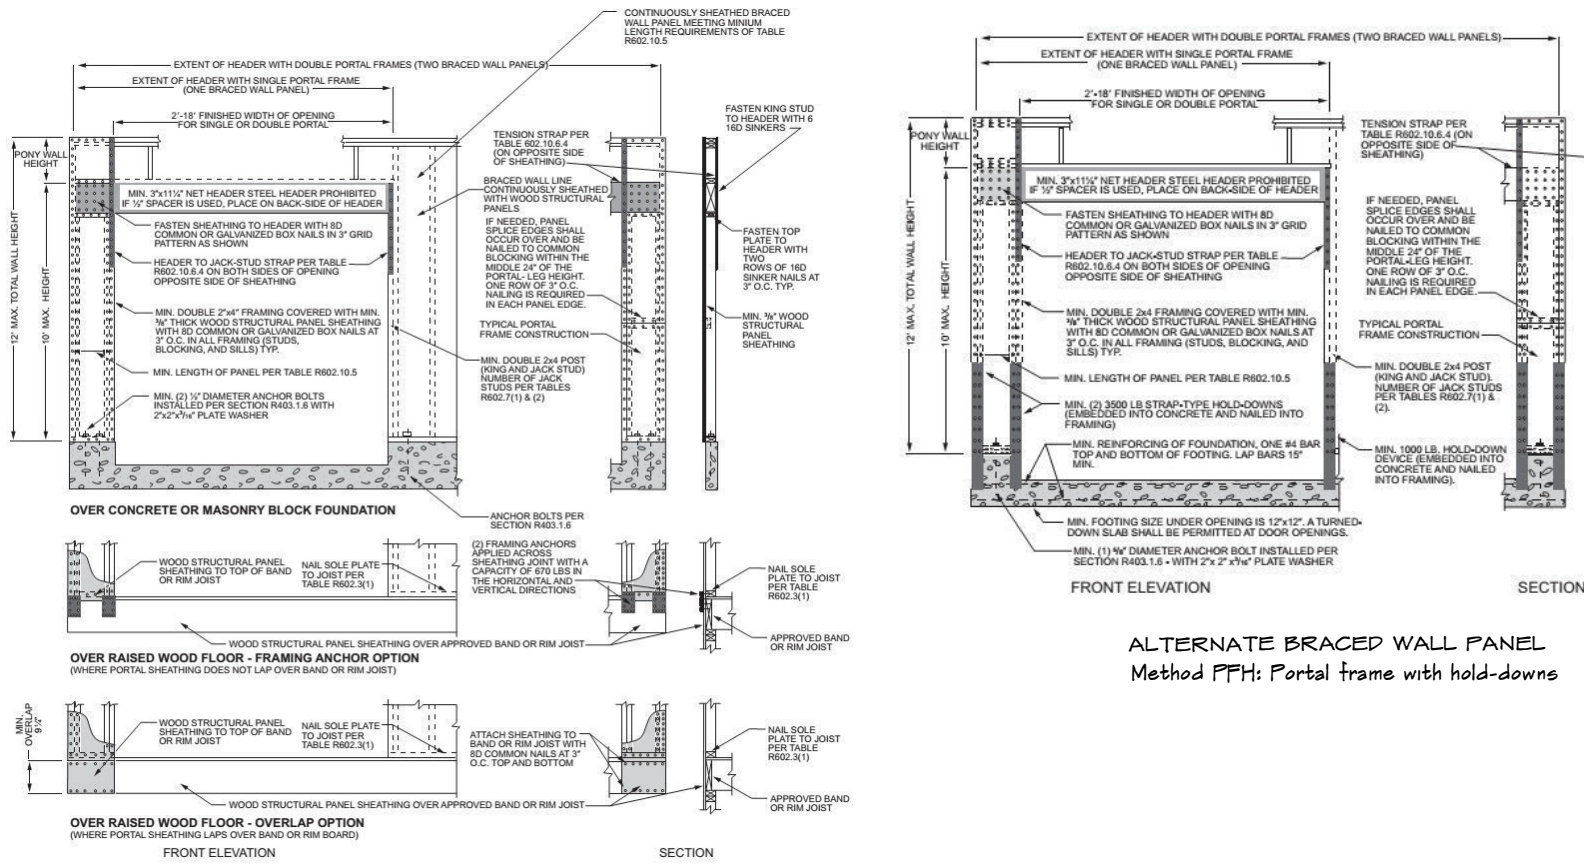 CONTINUOUSLY SHEATHED BRACED
WALL PANEL MEETING MINIUM
LENGTH REQUIREMENTS OF TABLE
R602.10.5
EXTENT OF HEADER WITH DOUBLE PORTAL FRAMES (TWO BRACED WALL PANELS)
EXTENT OF HEADER WITH SINGLE PORTAL FRAME
(ONE BRACED WALL PANEL)
2'-18' FINISHED WIDTH OF OPENING
FOR SINGLE OR DOUBLE PORTAL
PONY WALL
HEIGHT
12' MAX. TOTAL WALL HEIGHT
10' MAX. HEIGHT
MIN. 3"x11¼" NET HEADER STEEL HEADER PROHIBITED
IF ½" SPACER IS USED, PLACE ON BACK-SIDE OF HEADER
FASTEN SHEATHING TO HEADER WITH 8D
COMMON OR GALVANIZED BOX NAILS IN 3" GRID
PATTERN AS SHOWN
HEADER TO JACK-STUD STRAP PER TABLE
R602.10.6.4 ON BOTH SIDES OF OPENING
OPPOSITE SIDE OF SHEATHING
MIN. DOUBLE 2"x4" FRAMING COVERED WITH MIN.
⅜" THICK WOOD STRUCTURAL PANEL SHEATHING
WITH 8D COMMON OR GALVANIZED BOX NAILS AT
3" O.C. IN ALL FRAMING (STUDS,
BLOCKING, AND SILLS) TYP.
MIN. LENGTH OF PANEL PER TABLE R602.10.5
MIN. (2) ½" DIAMETER ANCHOR BOLTS
INSTALLED PER SECTION R403.1.6 WITH
2"x2"x³/₁₆" PLATE WASHER
TENSION STRAP PER
TABLE 602.10.6.4
(ON OPPOSITE SIDE
OF SHEATHING)
BRACED WALL LINE
CONTINUOUSLY SHEATHED
WITH WOOD STRUCTURAL
PANELS
IF NEEDED, PANEL
SPLICE EDGES SHALL
OCCUR OVER AND BE
NAILED TO COMMON
BLOCKING WITHIN THE
MIDDLE 24" OF THE
PORTAL- LEG HEIGHT.
ONE ROW OF 3" O.C.
NAILING IS REQUIRED
IN EACH PANEL EDGE.
TYPICAL PORTAL
FRAME CONSTRUCTION
MIN. DOUBLE 2x4 POST
(KING AND JACK STUD)
NUMBER OF JACK
STUDS PER TABLES
R602.7(1) & (2)
FASTEN KING STUD
TO HEADER WITH 6
16D SINKERS
FASTEN TOP
PLATE TO
HEADER WITH
TWO
ROWS OF 16D
SINKER NAILS AT
3" O.C. TYP.
MIN. ⅜" WOOD
STRUCTURAL
PANEL
SHEATHING
OVER CONCRETE OR MASONRY BLOCK FOUNDATION
ANCHOR BOLTS PER
SECTION R403.1.6
WOOD STRUCTURAL PANEL
SHEATHING TO TOP OF BAND
OR RIM JOIST
NAIL SOLE PLATE
TO JOIST PER
TABLE R602.3(1)
(2) FRAMING ANCHORS
APPLIED ACROSS
SHEATHING JOINT WITH A
CAPACITY OF 670 LBS IN
THE HORIZONTAL AND
VERTICAL DIRECTIONS
NAIL SOLE
PLATE TO JOIST
PER TABLE
R602.3(1)
WOOD STRUCTURAL PANEL SHEATHING OVER APPROVED BAND OR RIM JOIST
APPROVED BAND
OR RIM JOIST
OVER RAISED WOOD FLOOR - FRAMING ANCHOR OPTION
(WHERE PORTAL SHEATHING DOES NOT LAP OVER BAND OR RIM JOIST)
MIN.
OVERLAP
9¼"
WOOD STRUCTURAL PANEL
SHEATHING TO TOP OF BAND
OR RIM JOIST
NAIL SOLE PLATE
TO JOIST PER
TABLE R602.3(1)
ATTACH SHEATHING TO
BAND OR RIM JOIST WITH
8D COMMON NAILS AT 3"
O.C. TOP AND BOTTOM
NAIL SOLE
PLATE TO JOIST
PER TABLE
R602.3(1)
WOOD STRUCTURAL PANEL SHEATHING OVER APPROVED BAND OR RIM JOIST
APPROVED BAND
OR RIM JOIST
OVER RAISED WOOD FLOOR - OVERLAP OPTION
(WHERE PORTAL SHEATHING LAPS OVER BAND OR RIM BOARD)
FRONT ELEVATION
SECTION
EXTENT OF HEADER WITH DOUBLE PORTAL FRAMES (TWO BRACED WALL PANELS)
EXTENT OF HEADER WITH SINGLE PORTAL FRAME
(ONE BRACED WALL PANEL)
2'-18' FINISHED WIDTH OF OPENING
FOR SINGLE OR DOUBLE PORTAL
PONY WALL
HEIGHT
12' MAX. TOTAL WALL HEIGHT
10' MAX. HEIGHT
MIN. 3"x11¼" NET HEADER STEEL HEADER PROHIBITED
IF ½" SPACER IS USED, PLACE ON BACK-SIDE OF HEADER
FASTEN SHEATHING TO HEADER WITH 8D
COMMON OR GALVANIZED BOX NAILS IN 3" GRID
PATTERN AS SHOWN
HEADER TO JACK-STUD STRAP PER TABLE
R602.10.6.4 ON BOTH SIDES OF OPENING
OPPOSITE SIDE OF SHEATHING
MIN. DOUBLE 2x4 FRAMING COVERED WITH MIN.
⅜" THICK WOOD STRUCTURAL PANEL SHEATHING
WITH 8D COMMON OR GALVANIZED BOX NAILS AT
3" O.C. IN ALL FRAMING (STUDS, BLOCKING, AND
SILLS) TYP.
MIN. LENGTH OF PANEL PER TABLE R602.10.5
MIN. (2) 3500 LB STRAP-TYPE HOLD-DOWNS
(EMBEDDED INTO CONCRETE AND NAILED INTO
FRAMING)
MIN. REINFORCING OF FOUNDATION, ONE #4 BAR
TOP AND BOTTOM OF FOOTING. LAP BARS 15"
MIN.
MIN. FOOTING SIZE UNDER OPENING IS 12"x12". A TURNED-
DOWN SLAB SHALL BE PERMITTED AT DOOR OPENINGS.
MIN. (1) ⅝" DIAMETER ANCHOR BOLT INSTALLED PER
SECTION R403.1.6 - WITH 2"x 2" x³/₁₆" PLATE WASHER
TENSION STRAP PER
TABLE R602.10.6.4 (ON
OPPOSITE SIDE OF
SHEATHING)
IF NEEDED, PANEL
SPLICE EDGES SHALL
OCCUR OVER AND BE
NAILED TO COMMON
BLOCKING WITHIN THE
MIDDLE 24" OF THE
PORTAL-LEG HEIGHT.
ONE ROW OF 3" O.C.
NAILING IS REQUIRED
IN EACH PANEL EDGE.
TYPICAL PORTAL
FRAME CONSTRUCTION
MIN. DOUBLE 2x4 POST
(KING AND JACK STUD).
NUMBER OF JACK STUDS
PER TABLES R602.7(1) &
(2).
MIN. 1000 LB. HOLD-DOWN
DEVICE (EMBEDDED INTO
CONCRETE AND NAILED
INTO FRAMING).
FRONT ELEVATION
SECTION
ALTERNATE BRACED WALL PANEL
Method PFH: Portal frame with hold-downs